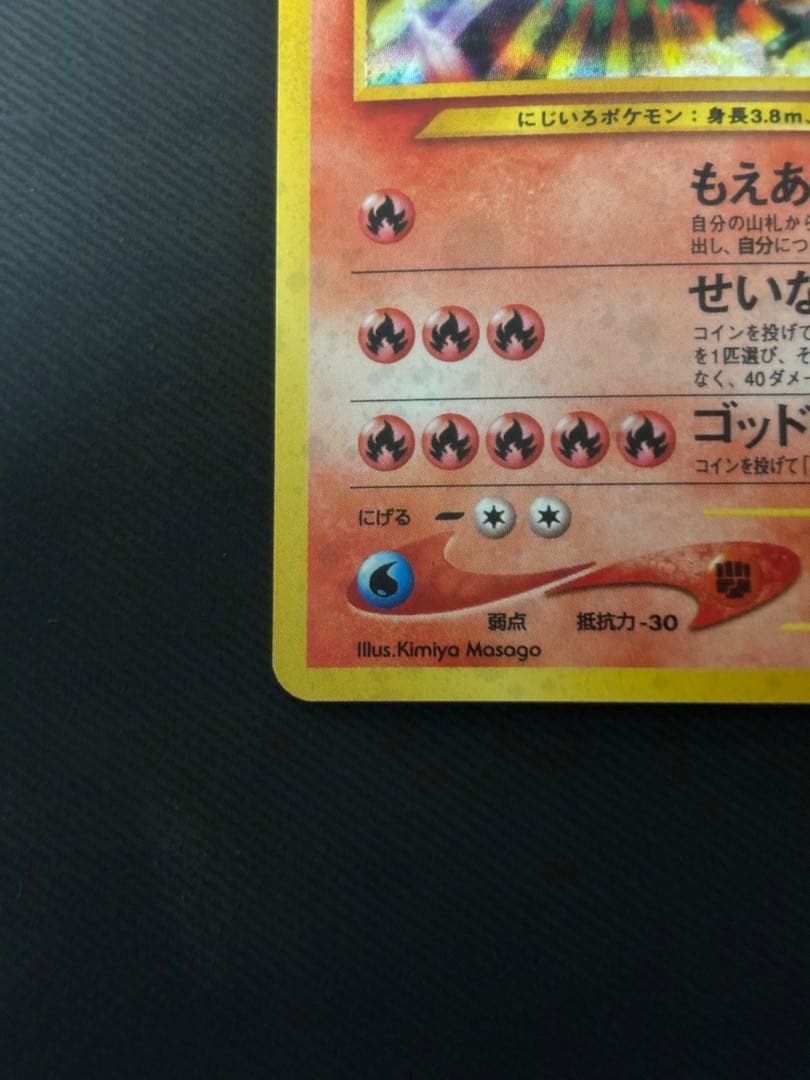 にじいろポケモン：身長3.8m、
もえあ
自分の山札から
出し、自分につ
せいな
コインを投げて
を1匹選び、そ
なく、40ダメー
ゴッド
コインを投げて「
にげる
弱点 抵抗力-30
Illus.Kimiya Masago